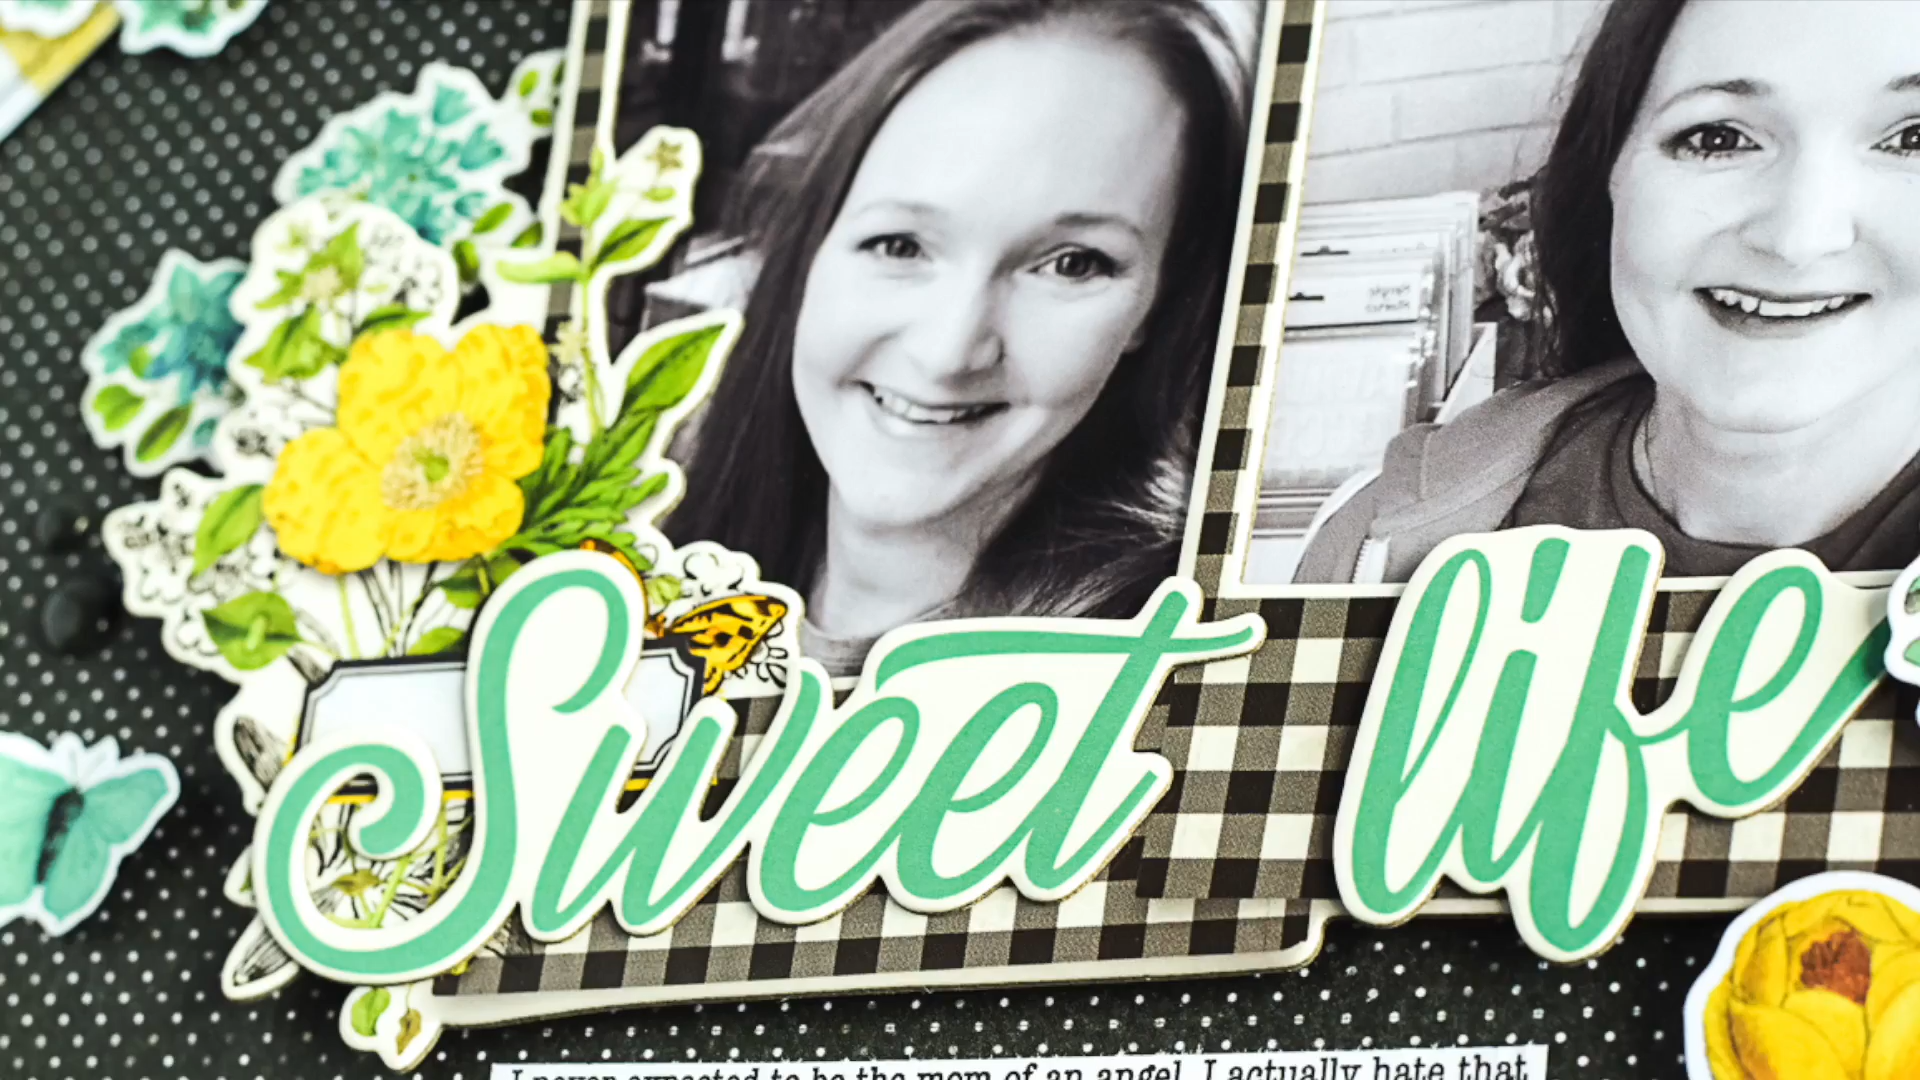 Sweet life
I never expected to be the mom of an angel. I actually hate that